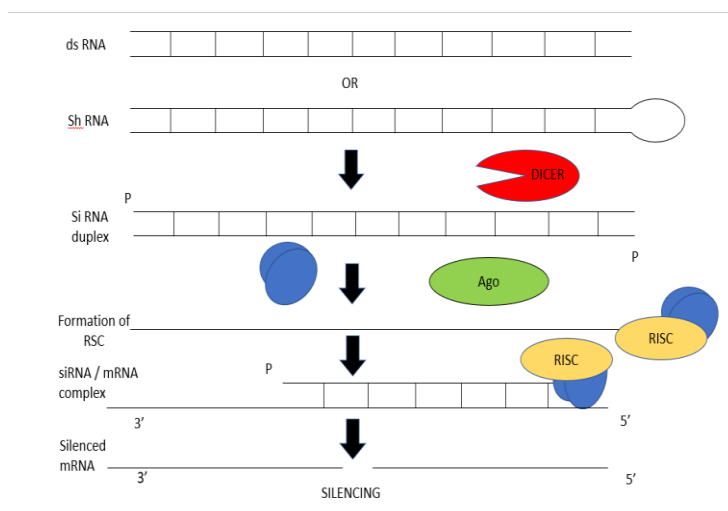 ds RNA
OR
Sh RNA
DICER
P
Si RNA
duplex
P
Ago
Formation of
RSC
RISC
RISC
siRNA / mRNA
complex
P
3’
5’
Silenced
mRNA
3’
5’
SILENCING